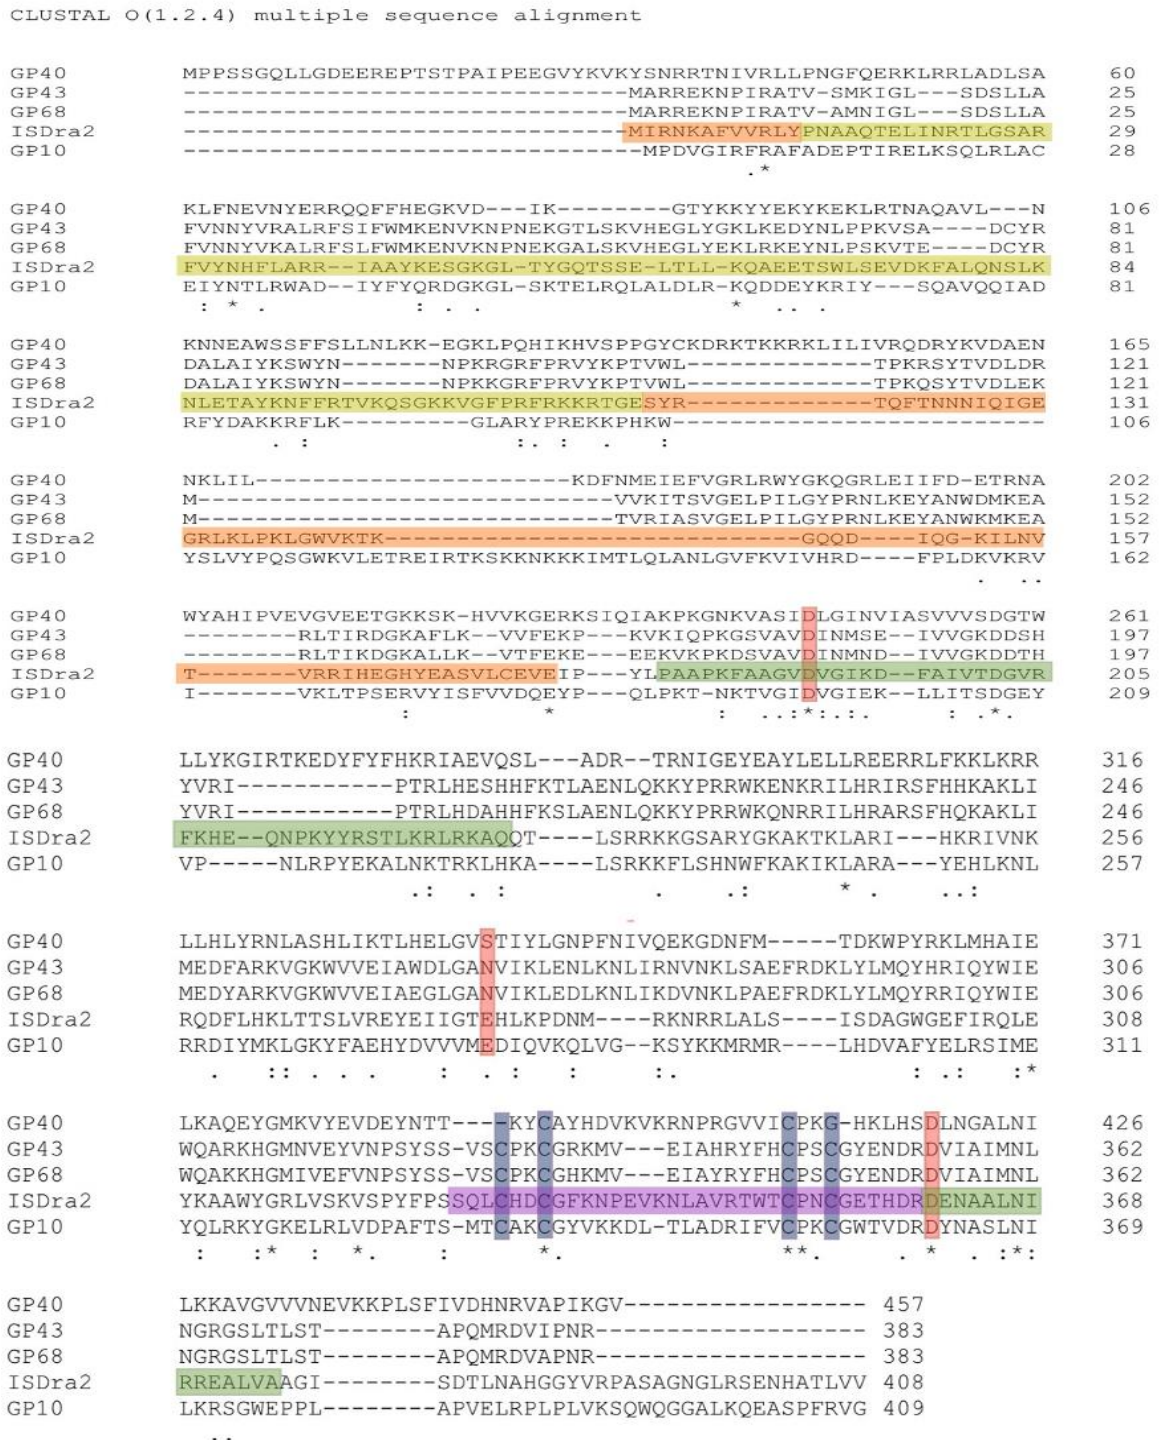 CLUSTAL O(1.2.4) multiple sequence alignment
GP40 MPPSSGQLLGDEEREPTSTPAIPEEGVYKVKYSNRRTNIVRLLPNGFQERKLRRLADLSA 60
GP43 -------------------------------MARREKNPIRATV-SMKIGL---SDSLLA 25
GP68 -------------------------------MARREKNPIRATV-AMNIGL---SDSLLA 25
ISDra2 -------------------------------MIRNKAFVVRLYPNAAQTELINRTLGSAR 29
GP10 --------------------------------MPDVGIRFRAFADEPTIRELKSQLRLAC 28
.*
GP40 KLFNEVNYERRQQFFHEGKVD---IK--------GTYKKYYEKYKEKLRTNAQAVL---N 106
GP43 FVNNYVRALRFSIFWMKENVKNPNEKGTLSKVHEGLYGKLKEDYNLPPKVSA----DCYR 81
GP68 FVNNYVKALRFSLFWMKENVKNPNEKGALSKVHEGLYEKLRKEYNLPSKVTE----DCYR 81
ISDra2 FVYNHFLARR--IAAYKESGKGL-TYGQTSSE-LTLL-KQAEETSWLSEVDKFALQNSLK 84
GP10 EIYNTLRWAD--IYFYQRDGKGL-SKTELRQLALDLR-KQDDEYKRIY---SQAVQQIAD 81
: * . : . . * . . .
GP40 KNNEAWSSFFSLLNLKK-EGKLPQHIKHVSPPGYCKDRKTKKRKLILIVRQDRYKVDAEN 165
GP43 DALAIYKSWYN-------NPKRGRFPRVYKPTVWL-------------TPKRSYTVDLDR 121
GP68 DALAIYKSWYN-------NPKKGRFPRVYKPTVWL-------------TPKQSYTVDLEK 121
ISDra2 NLETAYKNFFRTVKQSGKKVGFPRFRKKRTGESYR-------------TQFTNNNIQIGE 131
GP10 RFYDAKKRFLK---------GLARYPREKKPHKW-------------------------- 106
. : : . : . :
GP40 NKLIL----------------------KDFNMEIEFVGRLRWYGKQGRLEIIFD-ETRNA 202
GP43 M-----------------------------VVKITSVGELPILGYPRNLKEYANWDMKEA 152
GP68 M-----------------------------TVRIASVGELPILGYPRNLKEYANWKMKEA 152
ISDra2 GRLKLPKLGWVKTK-----------------------------GQQD----IQG-KILNV 157
GP10 YSLVYPQSGWKVLETREIRTKSKKNKKKIMTLQLANLGVFKVIVHRD----FPLDKVKRV 162
. ..
GP40 WYAHIPVEVGVEETGKKSK-HVVKGERKSIQIAKPKGNKVASIDLGINVIASVVVSDGTW 261
GP43 --------RLTIRDGKAFLK--VVFEKP---KVKIQPKGSVAVDINMSE--IVVGKDDSH 197
GP68 --------RLTIKDGKALLK--VTFEKE---EEKVKPKDSVAVDINMND--IVVGKDDTH 197
ISDra2 T-------VRRIHEGHYEASVLCEVEIP---YLPAAPKFAAGVDVGIKD--FAIVTDGVR 205
GP10 I-------VKLTPSERVYISFVVDQEYP---QLPKT-NKTVGIDVGIEK--LLITSDGEY 209
: * : ..:*:.:. : .*.
GP40 LLYKGIRTKEDYFYFHKRIAEVQSL---ADR--TRNIGEYEAYLELLREERRLFKKLKRR 316
GP43 YVRI-----------PTRLHESHHFKTLAENLQKKYPRRWKENKRILHRIRSFHHKAKLI 246
GP68 YVRI-----------PTRLHDAHHFKSLAENLQKKYPRRWKQNRRILHRARSFHQKAKLI 246
ISDra2 FKHE--QNPKYYRSTLKRLRKAQQT----LSRRKKGSARYGKAKTKLARI---HKRIVNK 256
GP10 VP-----NLRPYEKALNKTRKLHKA----LSRKKFLSHNWFKAKIKLARA---YEHLKNL 257
.: . : . .: * . ..:
GP40 LLHLYRNLASHLIKTLHELGVSTIYLGNPFNIVQEKGDNFM-----TDKWPYRKLMHAIE 371
GP43 MEDFARKVGKWVVEIAWDLGANVIKLENLKNLIRNVNKLSAEFRDKLYLMQYHRIQYWIE 306
GP68 MEDYARKVGKWVVEIAEGLGANVIKLEDLKNLIKDVNKLPAEFRDKLYLMQYRRIQYWIE 306
ISDra2 RQDFLHKLTTSLVREYEIIGTEHLKPDNM----RKNRRLALS----ISDAGWGEFIRQLE 308
GP10 RRDIYMKLGKYFAEHYDVVVMEDIQVKQLVG--KSYKKMRMR----LHDVAFYELRSIME 311
. :: . . . : . : : :. : .: :*
GP40 LKAQEYGMKVYEVDEYNTT----KYCAYHDVKVKRNPRGVVICPKG-HKLHSDLNGALNI 426
GP43 WQARKHGMNVEYVNPSYSS-VSCPKCGRKMV---EIAHRYFHCPSCGYENDRDVIAIMNL 362
GP68 WQAKKHGMIVEFVNPSYSS-VSCPKCGHKMV---EIAYRYFHCPSCGYENDRDVIAIMNL 362
ISDra2 YKAAWYGRLVSKVSPYFPSSQLCHDCGFKNPEVKNLAVRTWTCPNCGETHDRDENAALNI 368
GP10 YQLRKYGKELRLVDPAFTS-MTCAKCGYVKKDL-TLADRIFVCPKCGWTVDRDYNASLNI 369
: :* : *. : *. **. . * . :*:
GP40 LKKAVGVVVNEVKKPLSFIVDHNRVAPIKGV----------------- 457
GP43 NGRGSLTLST--------APQMRDVIPNR------------------- 383
GP68 NGRGSLTLST--------APQMRDVAPNR------------------- 383
ISDra2 RREALVAAGI--------SDTLNAHGGYVRPASAGNGLRSENHATLVV 408
GP10 LKRSGWEPPL--------APVELRPLPLVKSQWQGGALKQEASPFRVG 409
..